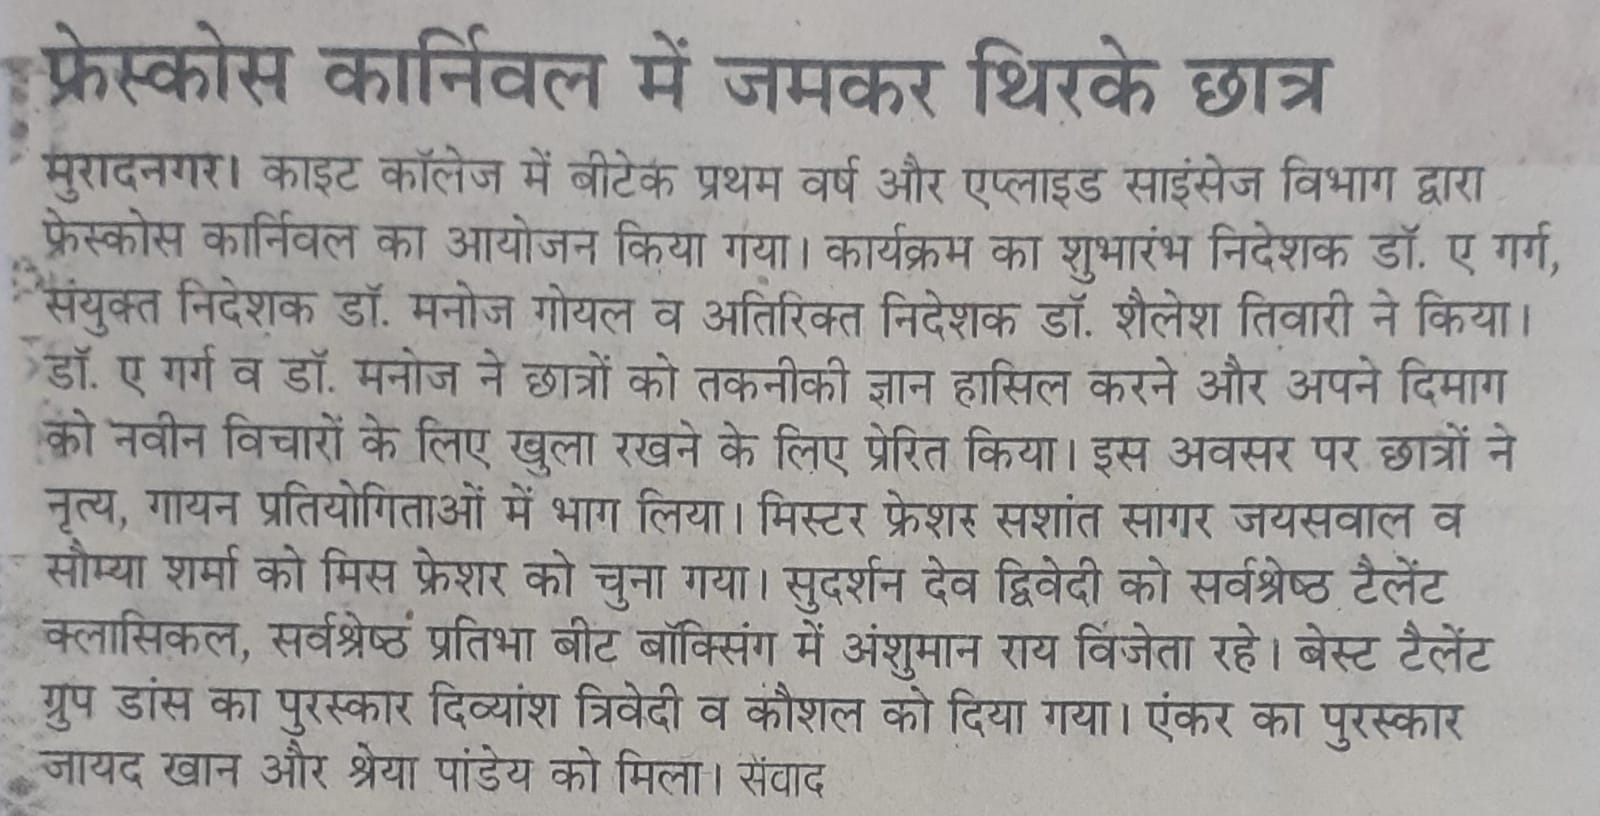 फ्रेस्कोस कार्निवल में जमकर थिरके छात्र
मुरादनगर। काइट कॉलेज में बीटेक प्रथम वर्ष और एप्लाइड साइंसेज विभाग द्वारा
फ्रेस्कोस कार्निवल का आयोजन किया गया। कार्यक्रम का शुभारंभ निदेशक डॉ. ए गर्ग,
संयुक्त निदेशक डॉ. मनोज गोयल व अतिरिक्त निदेशक डॉ. शैलेश तिवारी ने किया।
डॉ. ए गर्ग व डॉ. मनोज ने छात्रों को तकनीकी ज्ञान हासिल करने और अपने दिमाग
को नवीन विचारों के लिए खुला रखने के लिए प्रेरित किया। इस अवसर पर छात्रों ने
नृत्य, गायन प्रतियोगिताओं में भाग लिया। मिस्टर फ्रेशर सशांत सागर जयसवाल व
सौम्या शर्मा को मिस फ्रेशर को चुना गया। सुदर्शन देव द्विवेदी को सर्वश्रेष्ठ टैलेंट
क्लासिकल, सर्वश्रेष्ठ प्रतिभा बीट बॉक्सिंग में अंशुमान राय विजेता रहे। बेस्ट टैलेंट
ग्रुप डांस का पुरस्कार दिव्यांश त्रिवेदी व कौशल को दिया गया। एंकर का पुरस्कार
जायद खान और श्रेया पांडेय को मिला। संवाद